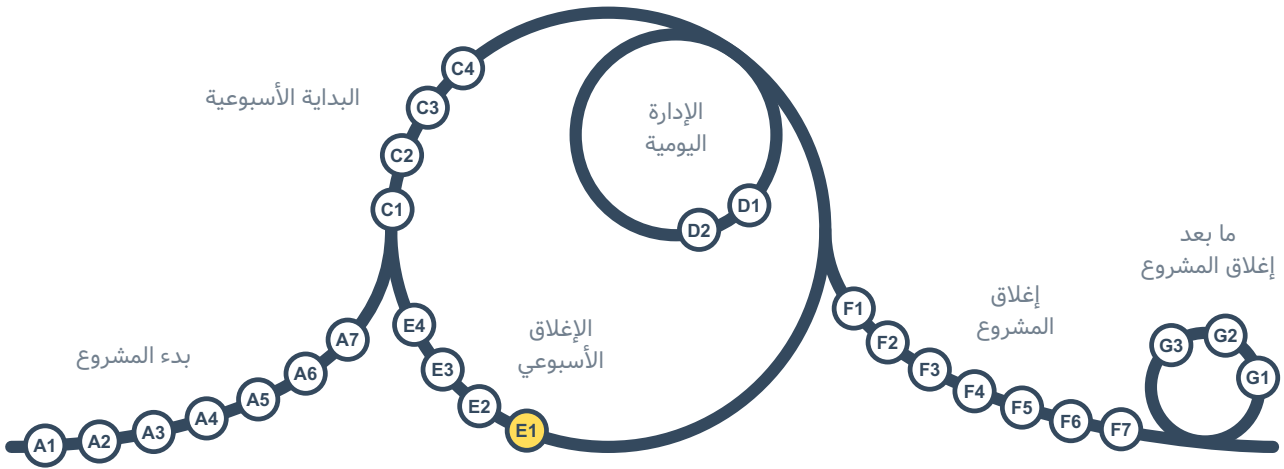 البداية الأسبوعية
C4
C3
C2
C1
الإدارة
اليومية
D1
D2
بدء المشروع
A1
A2
A3
A4
A5
A6
A7
الإغلاق
الأسبوعي
E4
E3
E2
E1
إغلاق
المشروع
F1
F2
F3
F4
F5
F6
F7
ما بعد
إغلاق المشروع
G3
G2
G1